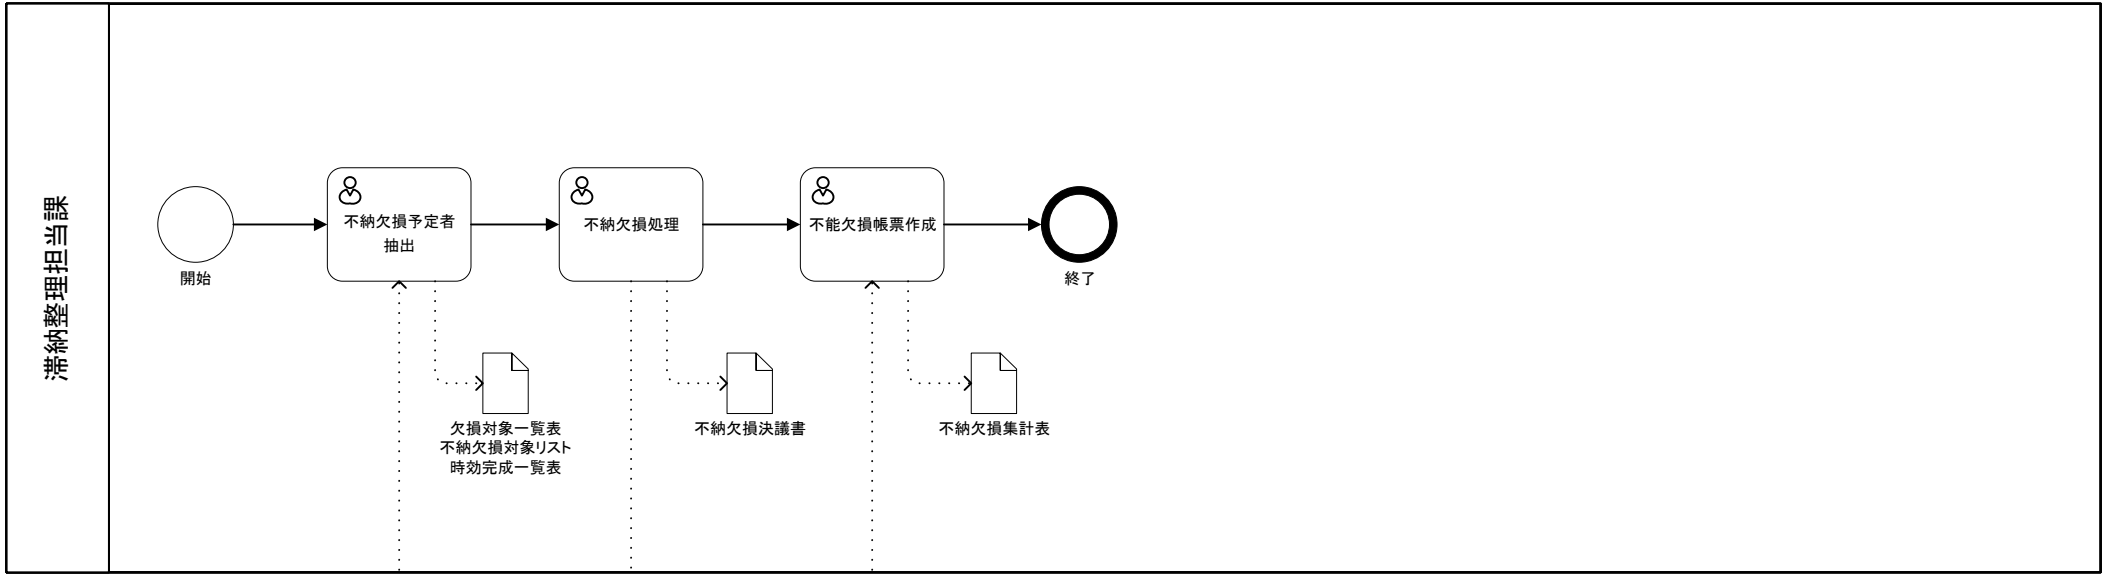 滞納整理担当課
開始
不納欠損予定者
抽出
不納欠損処理
不能欠損帳票作成
終了
欠損対象一覧表
不納欠損対象リスト
時効完成一覧表
不納欠損決議書
不納欠損集計表